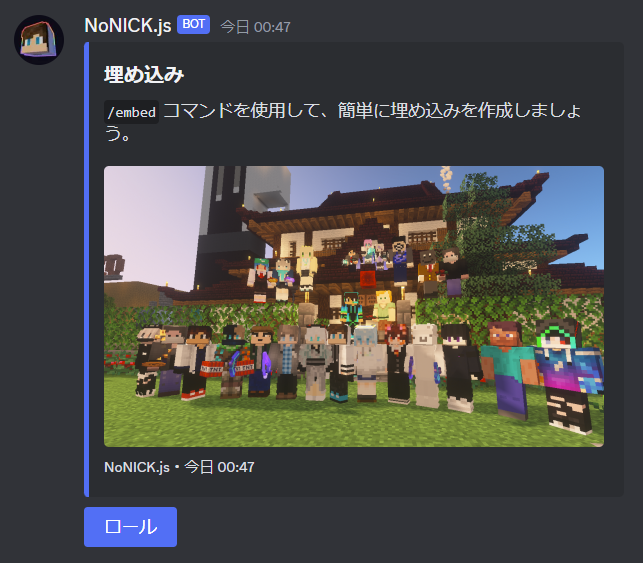 NoNICK.js BOT 今日 00:47
埋め込み
/embed コマンドを使用して、簡単に埋め込みを作成しましょ
う。
TNT TNT
NoNICK.js • 今日 00:47
ロール